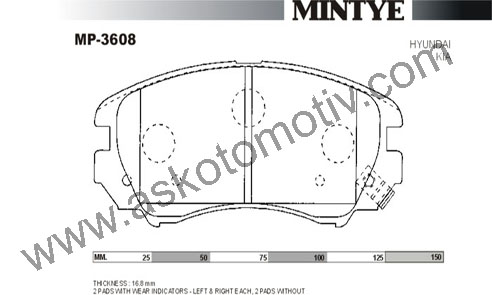 MINTYE
MP-3608
HYUNDAI
KIA
www.askotomotiv.com
MM. 25 50 75 100 125 150
THICKNESS : 16.8 mm
2 PADS WITH WEAR INDICATORS - LEFT & RIGHT EACH, 2 PADS WITHOUT